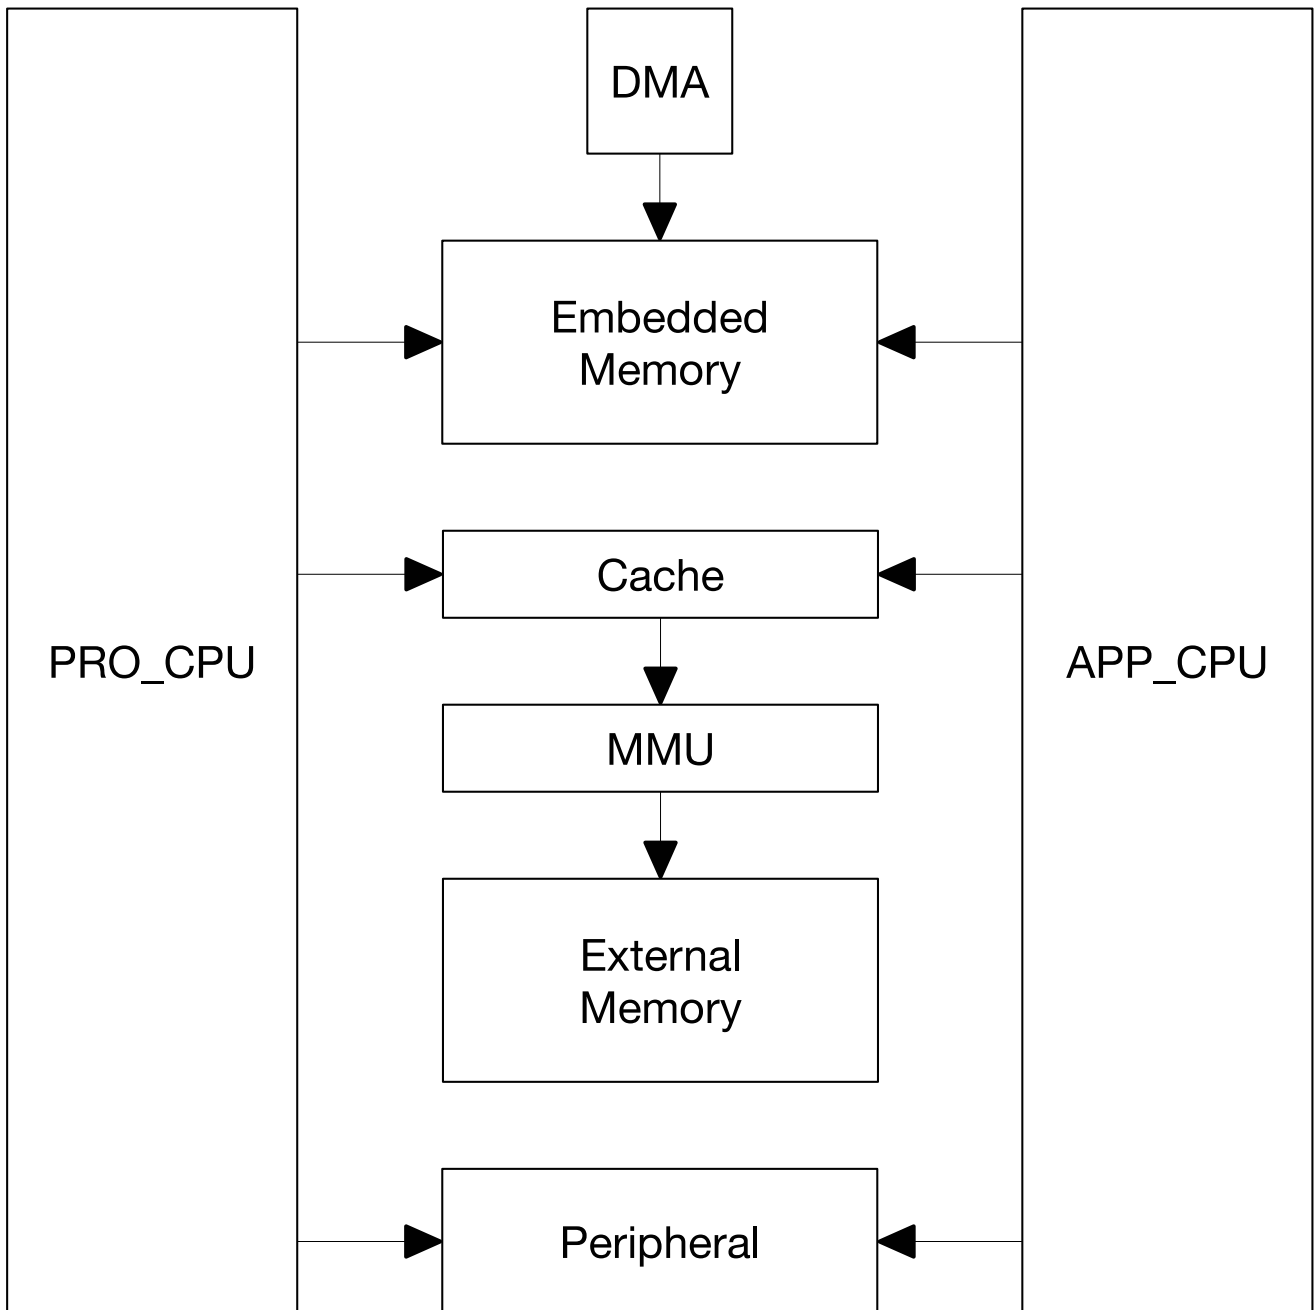 DMA
Embedded
Memory
Cache
PRO_CPU
APP_CPU
MMU
External
Memory
Peripheral